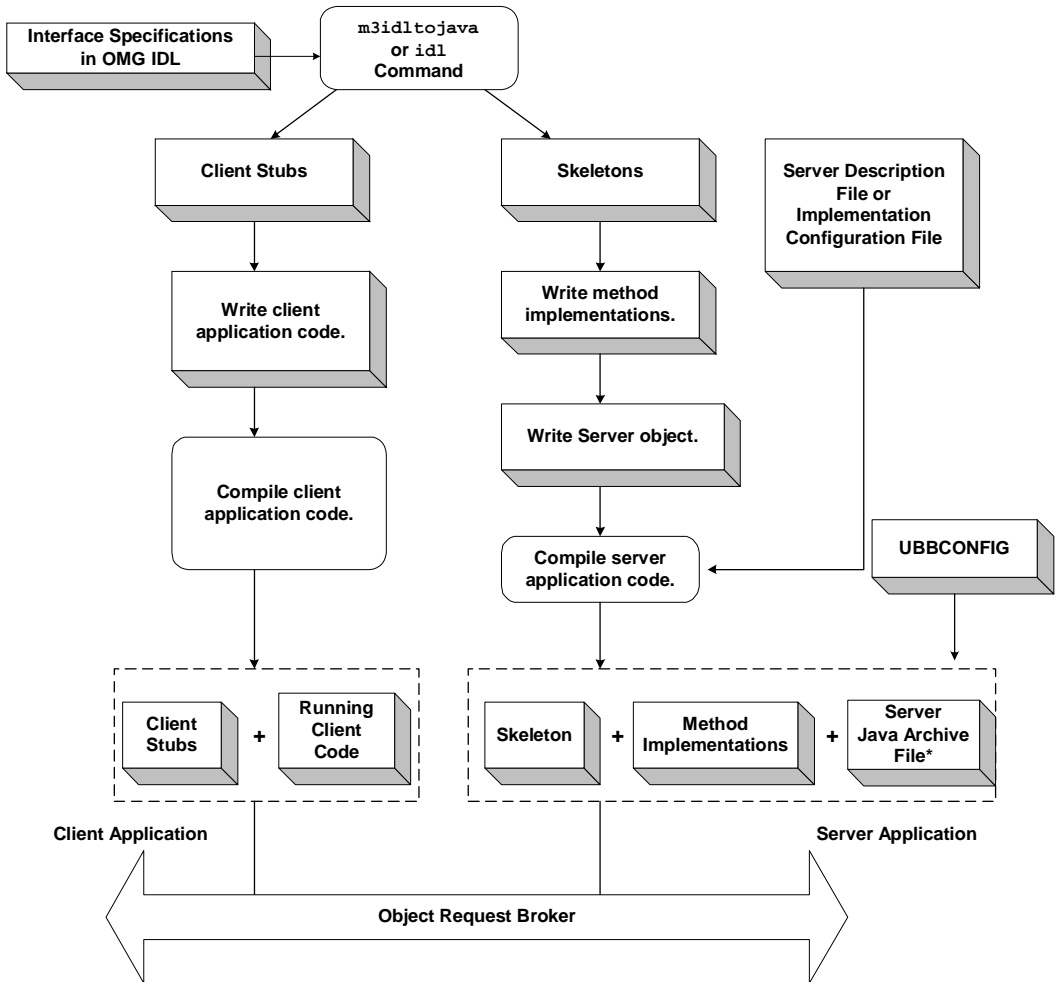 Interface Specifications
in OMG IDL
m3idltojava
or idl
Command
Client Stubs
Skeletons
Server Description
File or
Implementation
Configuration File
Write client
application code.
Write method
implementations.
Write Server object.
Compile client
application code.
Compile server
application code.
UBBCONFIG
Client
Stubs
+
Running
Client
Code
Skeleton
+
Method
Implementations
+
Server
Java Archive
File*
Client Application
Server Application
Object Request Broker